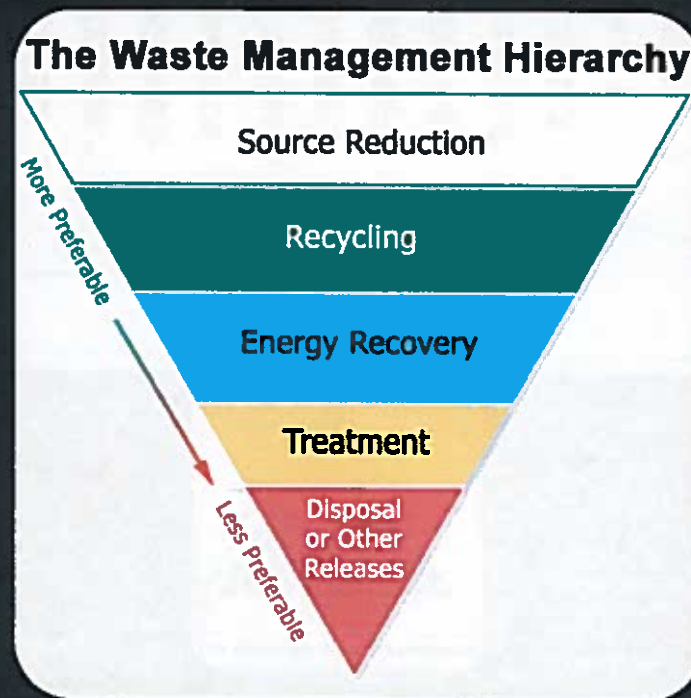 The Waste Management Hierarchy
Source Reduction
More Preferable
Recycling
Energy Recovery
Treatment
Less Preferable
Disposal
or Other
Releases